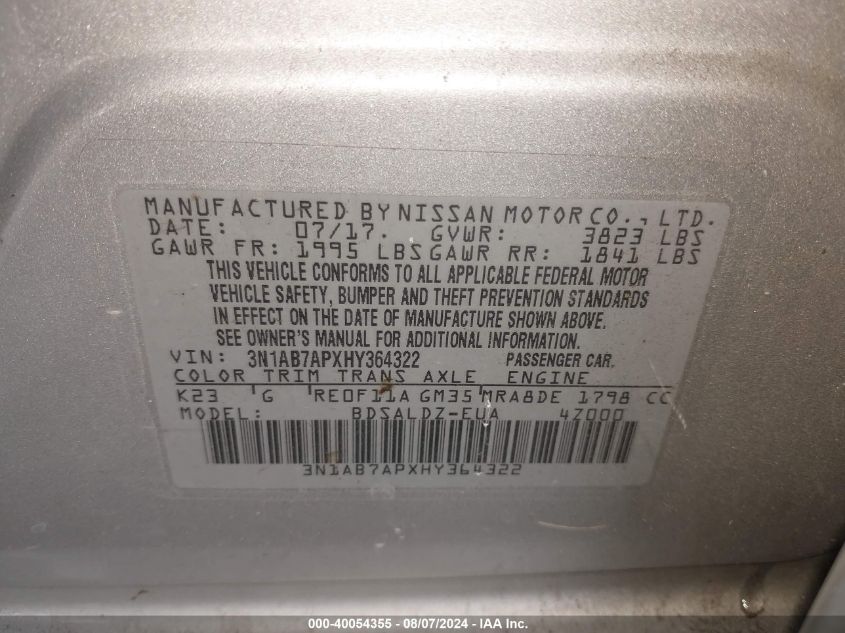 MANUFACTURED BY NISSAN MOTOR CO., LTD.
DATE: 07/17. GVWR: 3823 LBS
GAWR FR: 1995 LBS GAWR RR: 1841 LBS
THIS VEHICLE CONFORMS TO ALL APPLICABLE FEDERAL MOTOR
VEHICLE SAFETY, BUMPER AND THEFT PREVENTION STANDARDS
IN EFFECT ON THE DATE OF MANUFACTURE SHOWN ABOVE.
SEE OWNER'S MANUAL FOR ADDITIONAL INFORMATION.
VIN: 3N1AB7APXHY364322 PASSENGER CAR.
COLOR TRIM TRANS AXLE ENGINE
K23 G RE0F11A GM35 MRA8DE 1798 CC
MODEL: BDSALDZ-EUA 4Z000
3N1AB7APXHY364322
000-40054355 - 08/07/2024 - IAA Inc.